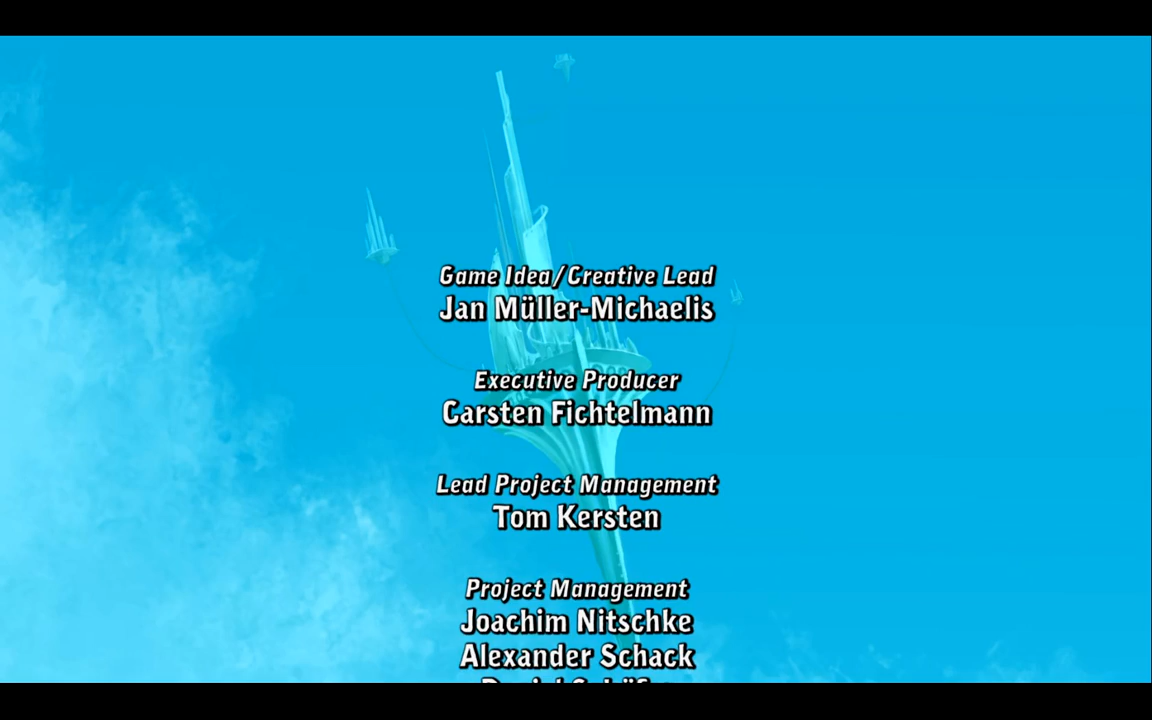 Game Idea/Creative Lead
Jan Müller-Michaelis
Executive Producer
Carsten Fichtelmann
Lead Project Management
Tom Kersten
Project Management
Joachim Nitschke
Alexander Schack